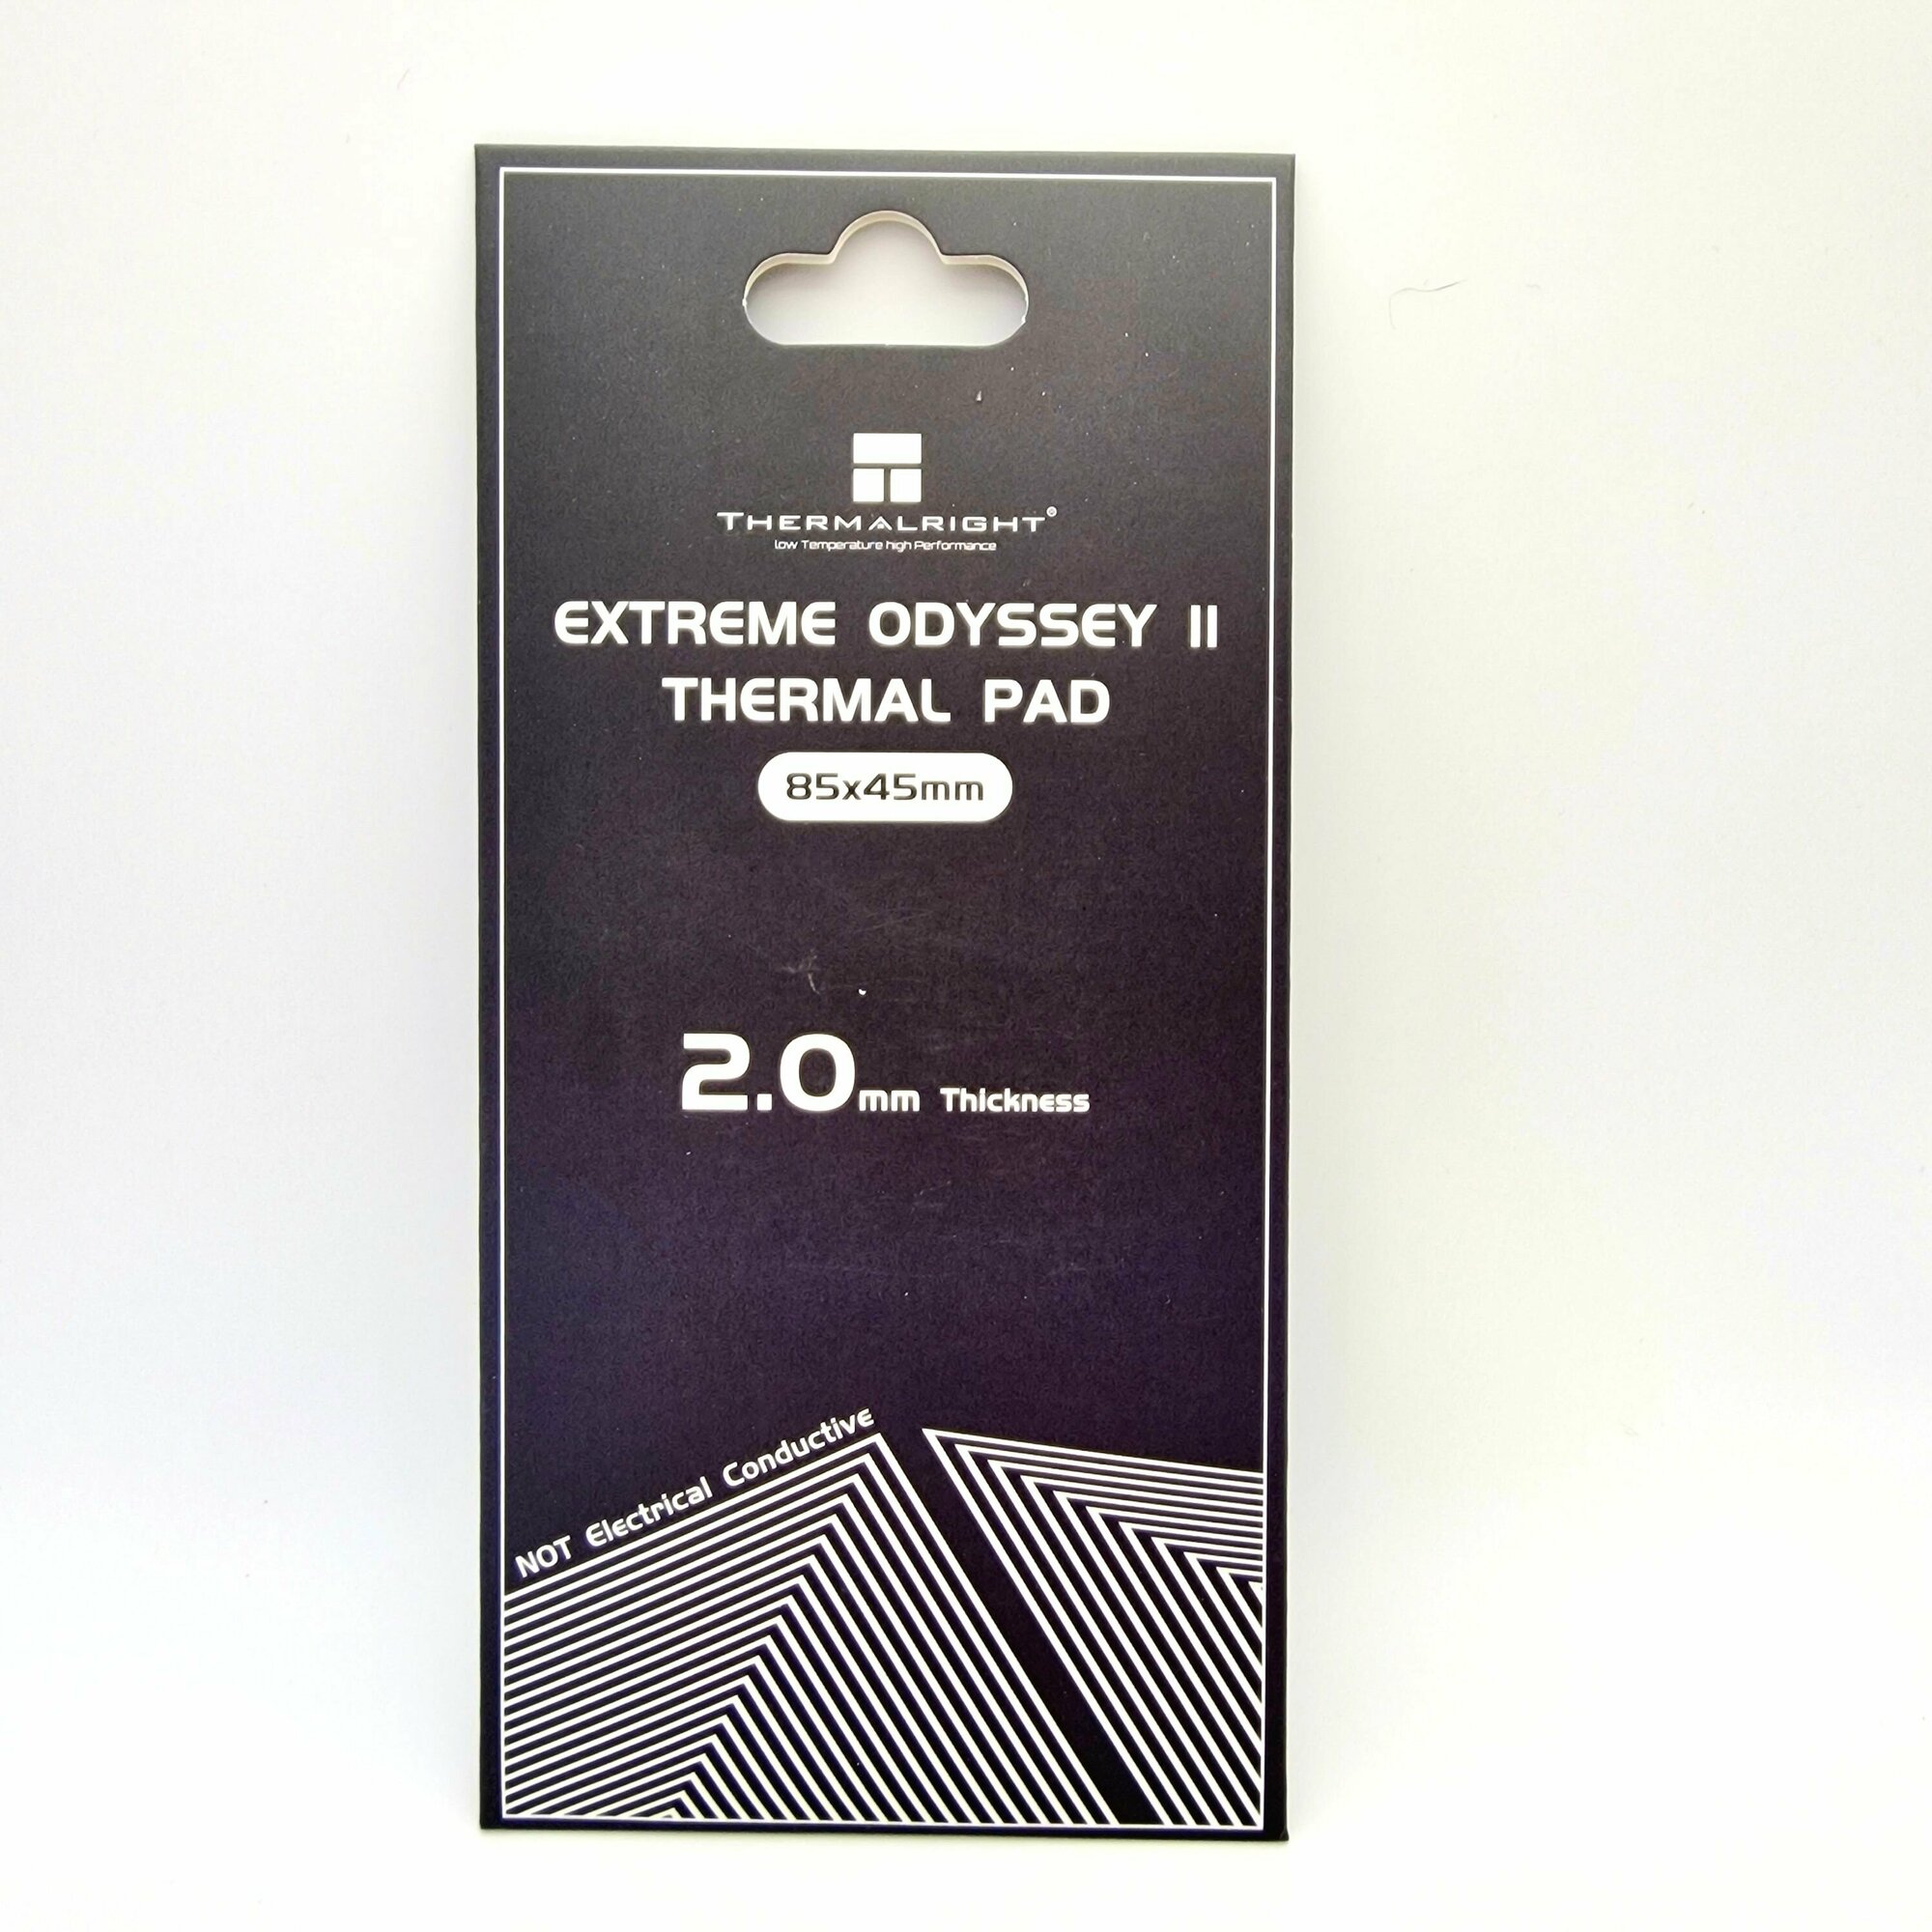 THERMALRIGHT®
low Temperature high Performance
EXTREME ODYSSEY II
THERMAL PAD
85x45mm
2.0mm Thickness
NOT Electrical Conductive